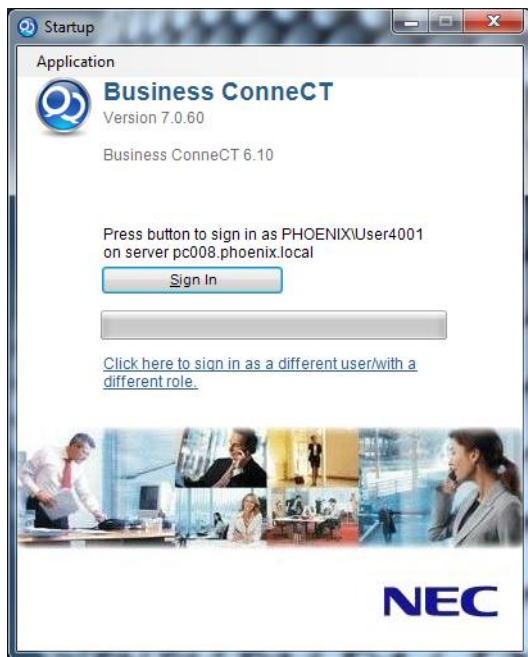 Startup
Application
Business ConneCT
Version 7.0.60
Business ConneCT 6.10
Press button to sign in as PHOENIX\User4001
on server pc008.phoenix.local
Sign In
Click here to sign in as a different user/with a
different role.
NEC